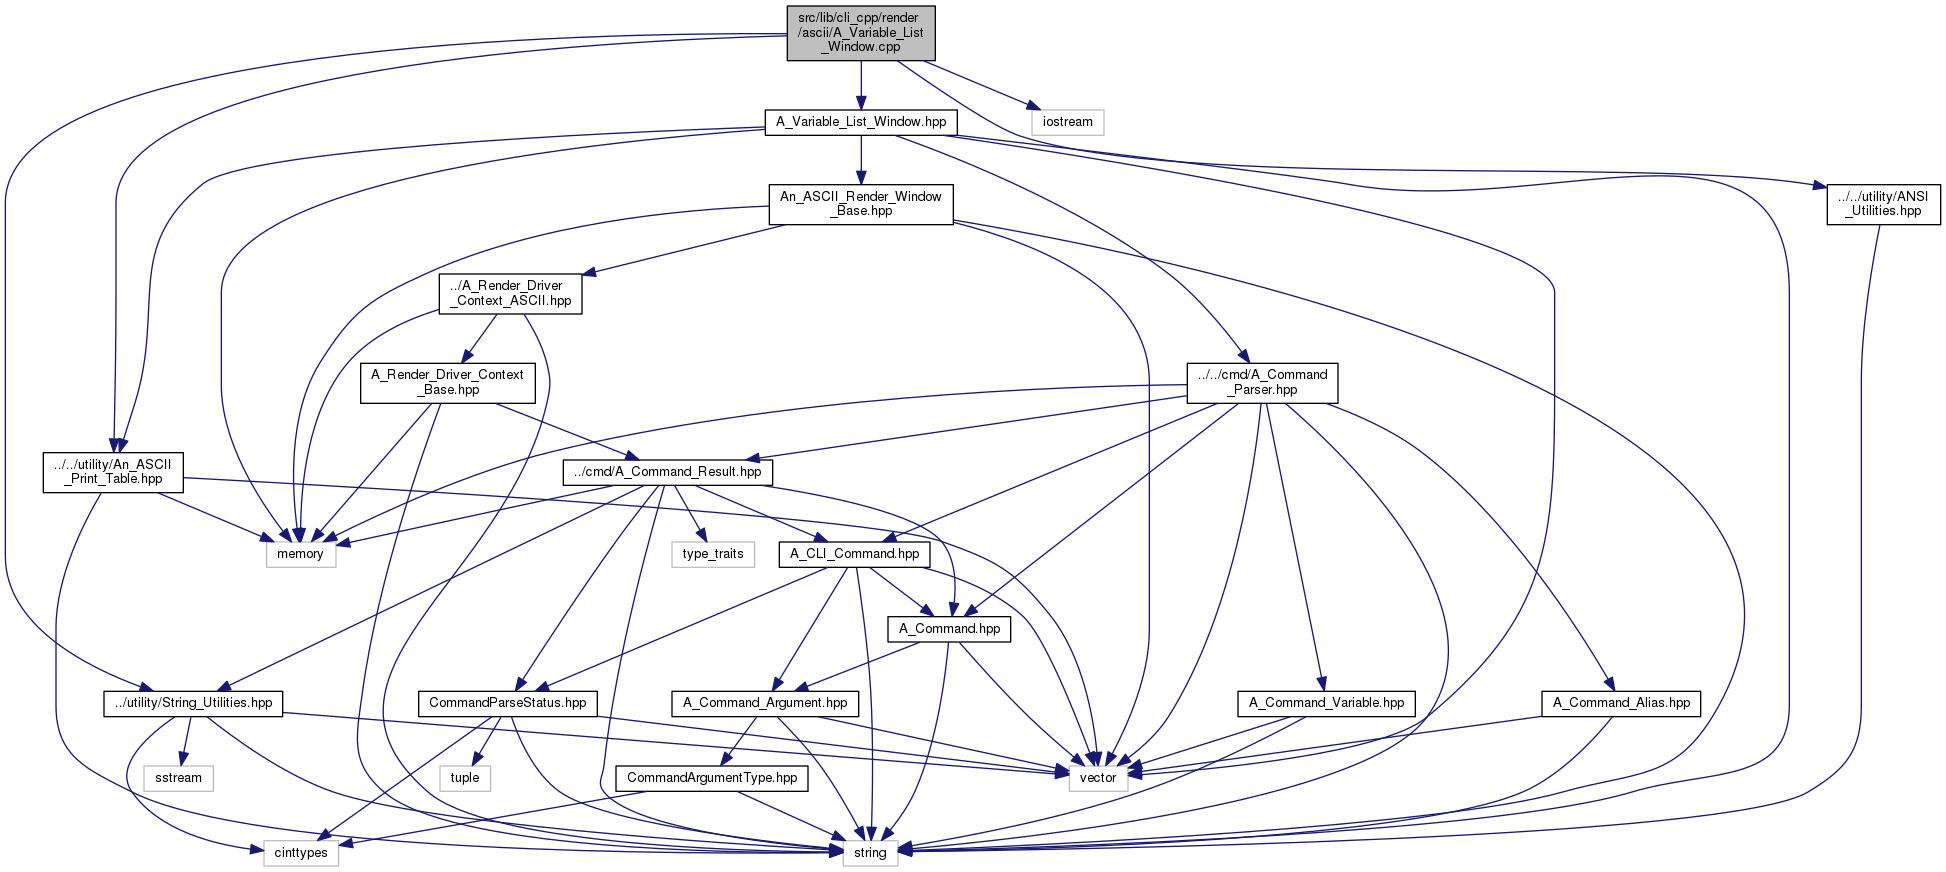 src/lib/cli_cpp/render
/ascii/A_Variable_List
_Window.cpp
A_Variable_List_Window.hpp
iostream
An_ASCII_Render_Window
_Base.hpp
../../utility/ANSI
_Utilities.hpp
../A_Render_Driver
_Context_ASCII.hpp
A_Render_Driver_Context
_Base.hpp
../../cmd/A_Command
_Parser.hpp
../../utility/An_ASCII
_Print_Table.hpp
../cmd/A_Command_Result.hpp
memory
type_traits
A_CLI_Command.hpp
A_Command.hpp
../utility/String_Utilities.hpp
CommandParseStatus.hpp
A_Command_Argument.hpp
A_Command_Variable.hpp
A_Command_Alias.hpp
sstream
tuple
CommandArgumentType.hpp
vector
cinttypes
string